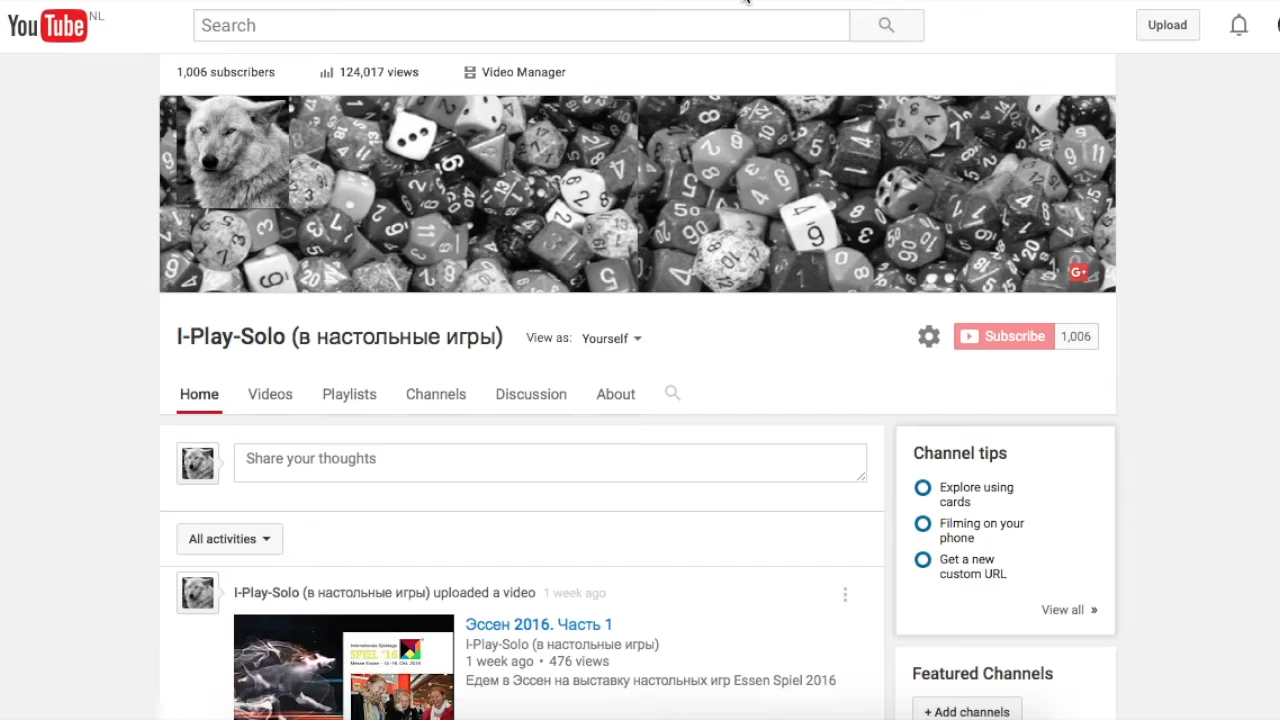 YouTube NL
Search
Upload
1,006 subscribers
124,017 views
Video Manager
G+
I-Play-Solo (в настольные игры)
View as: Yourself
Subscribe 1,006
Home Videos Playlists Channels Discussion About
Share your thoughts
All activities
I-Play-Solo (в настольные игры) uploaded a video 1 week ago
Эссен 2016. Часть 1
I-Play-Solo (в настольные игры)
1 week ago • 476 views
Едем в Эссен на выставку настольных игр Essen Spiel 2016
Internationale Spieltage
SPIEL '16
Channel tips
Explore using
cards
Filming on your
phone
Get a new
custom URL
View all »
Featured Channels
+ Add channels